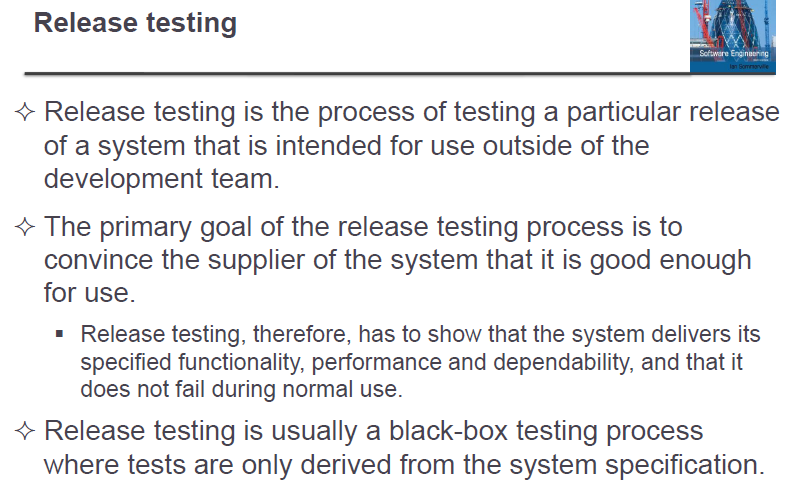 Release testing
Software Engineering
Ian Sommerville
✧ Release testing is the process of testing a particular release
of a system that is intended for use outside of the
development team.
✧ The primary goal of the release testing process is to
convince the supplier of the system that it is good enough
for use.
▪ Release testing, therefore, has to show that the system delivers its
specified functionality, performance and dependability, and that it
does not fail during normal use.
✧ Release testing is usually a black-box testing process
where tests are only derived from the system specification.